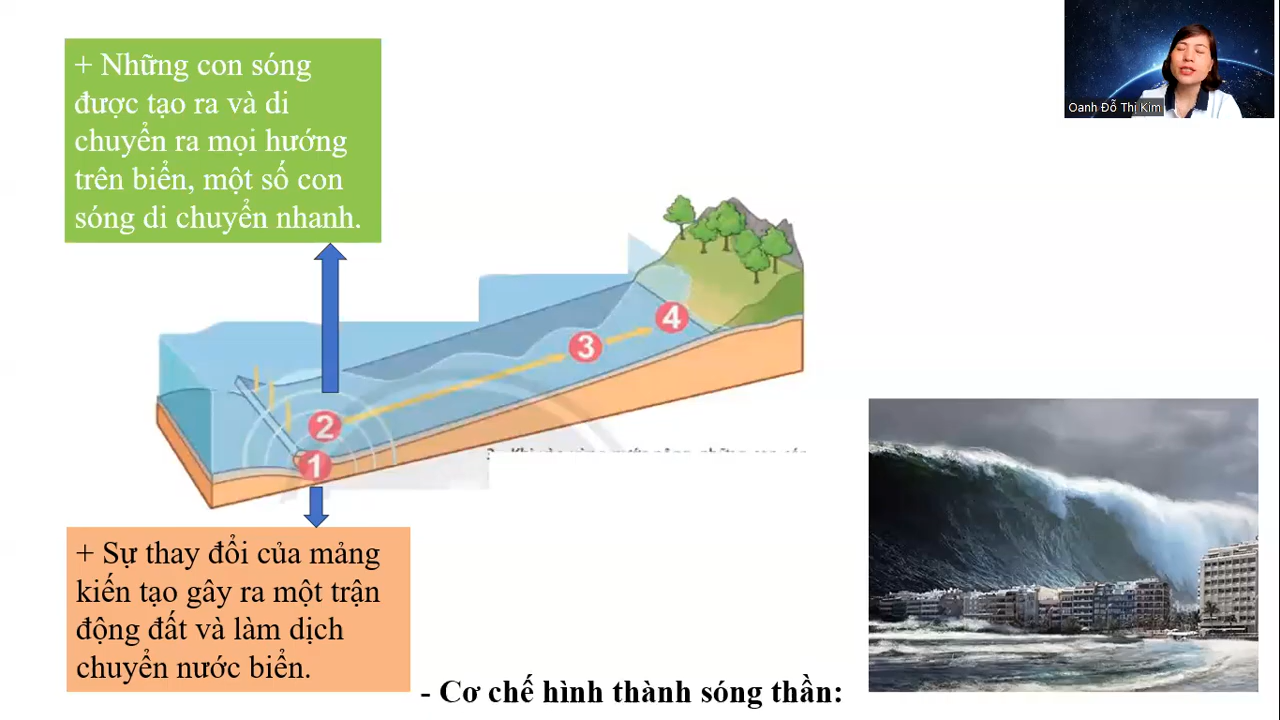 + Những con sóng
được tạo ra và di
chuyển ra mọi hướng
trên biển, một số con
sóng di chuyển nhanh.
Oanh Đỗ Thị Kim
4
3
2
1
+ Sự thay đổi của mảng
kiến tạo gây ra một trận
động đất và làm dịch
chuyển nước biển.
- Cơ chế hình thành sóng thần: